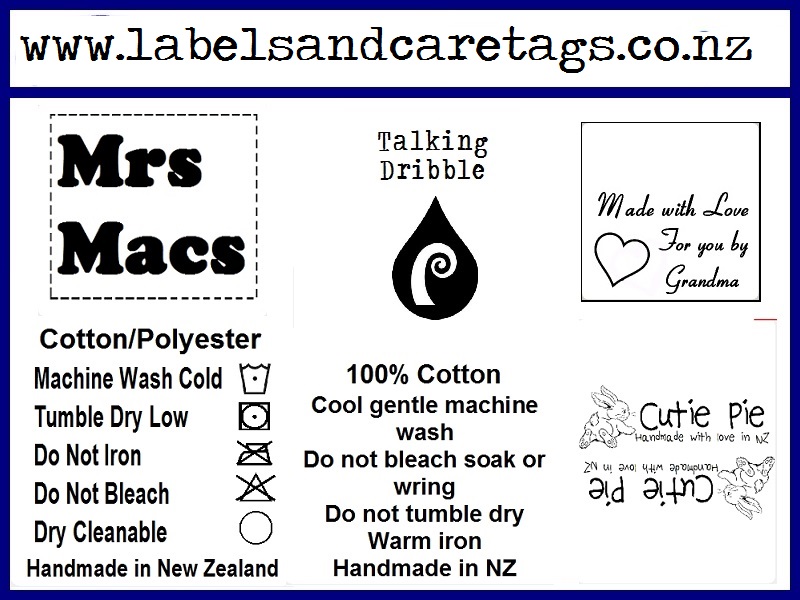 www.labelsandcaretags.co.nz
Mrs
Macs
Cotton/Polyester
Machine Wash Cold
Tumble Dry Low
Do Not Iron
Do Not Bleach
Dry Cleanable
Handmade in New Zealand
Talking
Dribble
100% Cotton
Cool gentle machine
wash
Do not bleach soak or
wring
Do not tumble dry
Warm iron
Handmade in NZ
Made with Love
For you by
Grandma
Cutie Pie
Handmade with love in NZ
Handmade with love in NZ
Cutie Pie